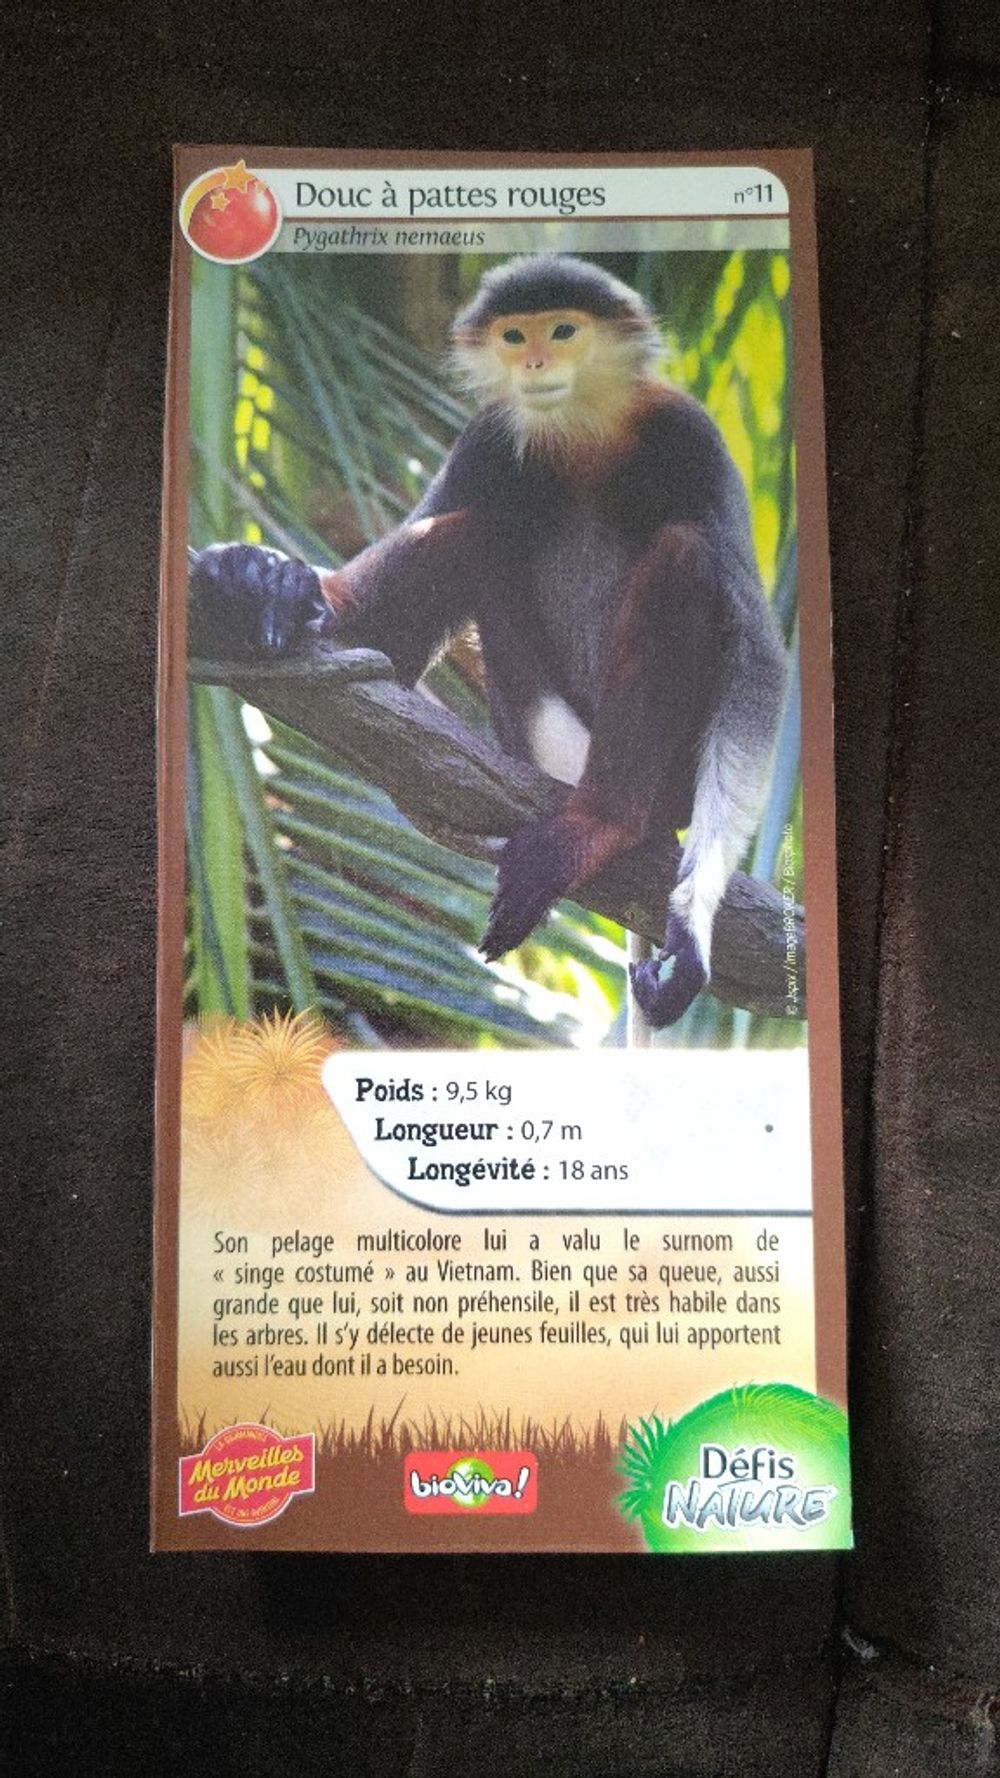 Douc à pattes rouges
n°11
Pygathrix nemaeus
Poids : 9,5 kg
Longueur : 0,7 m
Longévité : 18 ans
Son pelage multicolore lui a valu le surnom de
« singe costumé » au Vietnam. Bien que sa queue, aussi
grande que lui, soit non préhensile, il est très habile dans
les arbres. Il s'y délecte de jeunes feuilles, qui lui apportent
aussi l'eau dont il a besoin.
Merveilles
du Monde
bioviva!
Défis
NATURE